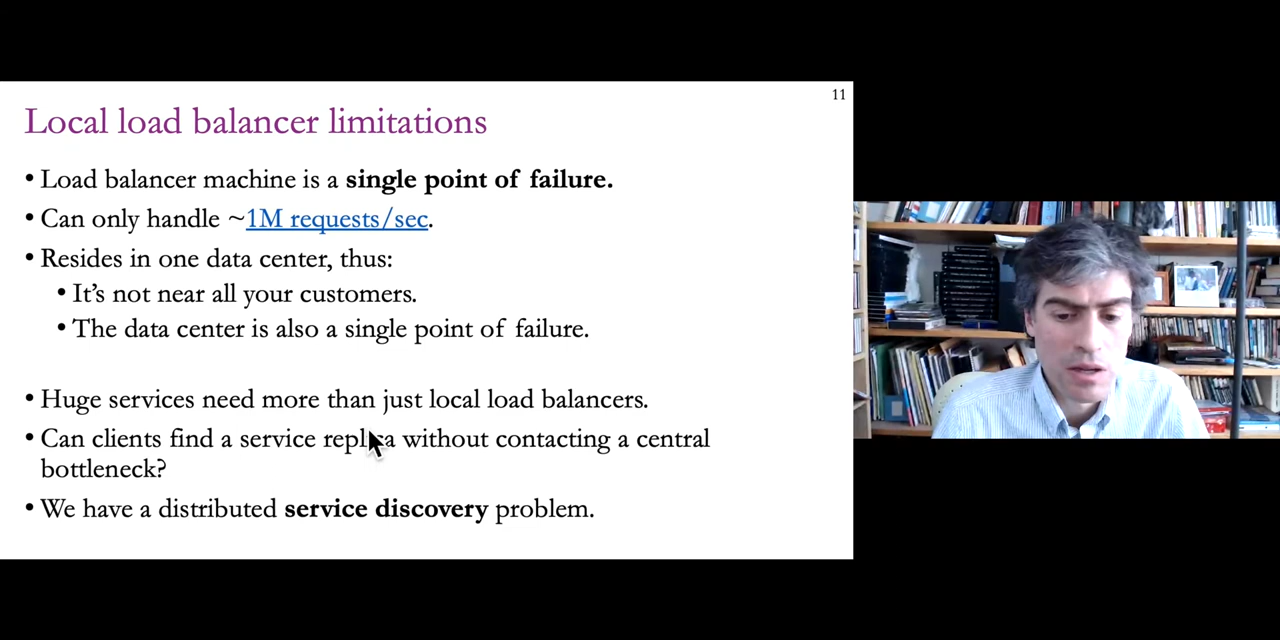 11
Local load balancer limitations
• Load balancer machine is a single point of failure.
• Can only handle ~1M requests/sec.
• Resides in one data center, thus:
• It's not near all your customers.
• The data center is also a single point of failure.
• Huge services need more than just local load balancers.
• Can clients find a service replica without contacting a central
bottleneck?
• We have a distributed service discovery problem.